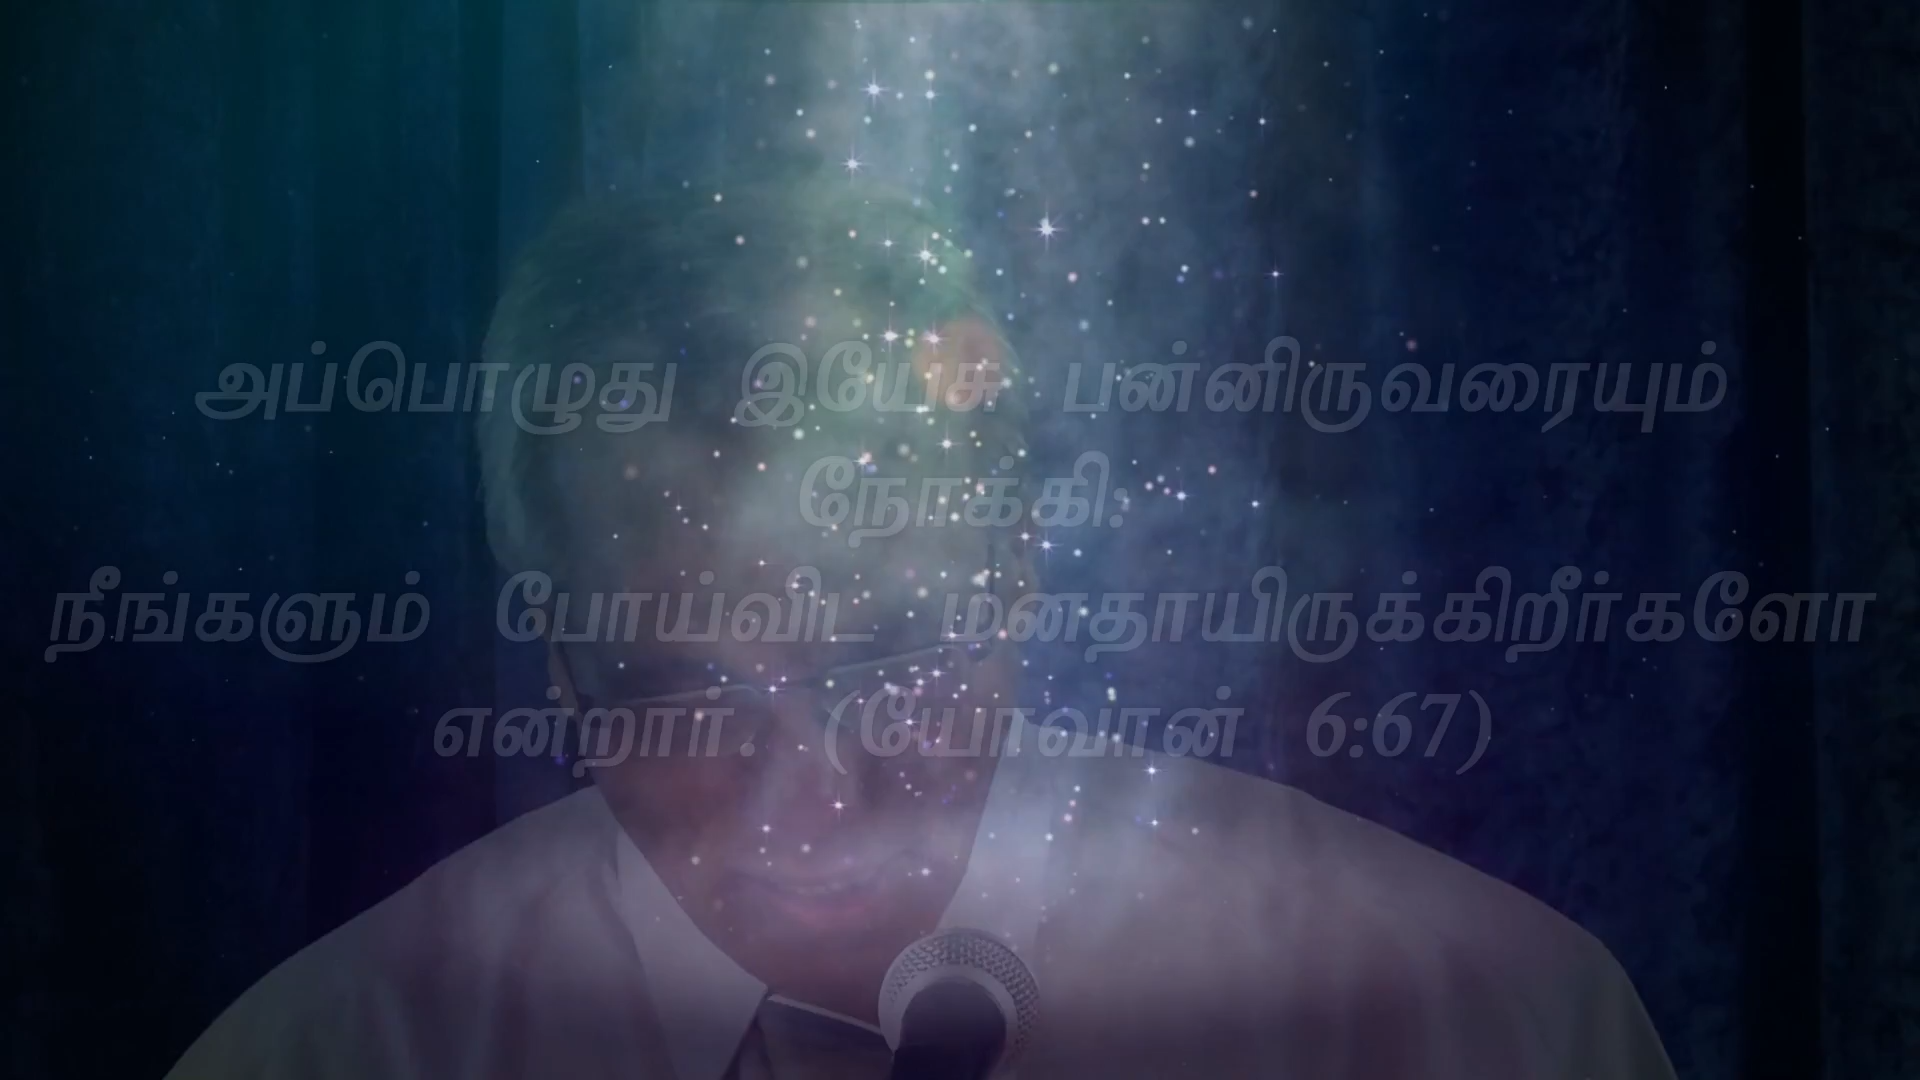 அப்பொழுது இயேசு பன்னிருவரையும்
நோக்கி:
நீங்களும் போய்விட மனதாயிருக்கிறீர்களோ
என்றார். (யோவான் 6:67)